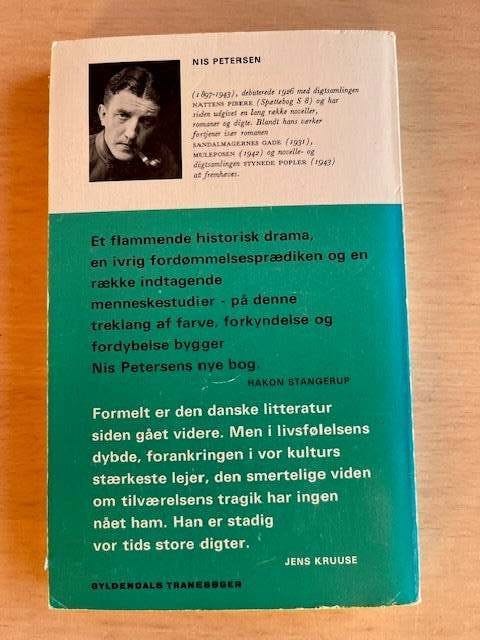 NIS PETERSEN
(1897-1943), debuterede 1926 med digtsamlingen
NATTENS PIBERE (Spættebog S 8) og har
siden udgivet en lang række noveller,
romaner og digte. Blandt hans værker
fortjener især romanen
SANDALMAGERNES GADE (1931),
MULEPOSEN (1942) og novelle- og
digtsamlingen STYNEDE POPLER (1943)
at fremhæves.
Et flammende historisk drama,
en ivrig fordømmelsesprædiken og en
række indtagende
menneskestudier - på denne
treklang af farve, forkyndelse og
fordybelse bygger
Nis Petersens nye bog.
HAKON STANGERUP
Formelt er den danske litteratur
siden gået videre. Men i livsfølelsens
dybde, forankringen i vor kulturs
stærkeste lejer, den smertelige viden
om tilværelsens tragik har ingen
nået ham. Han er stadig
vor tids store digter.
JENS KRUUSE
GYLDENDALS TRANEBØGER